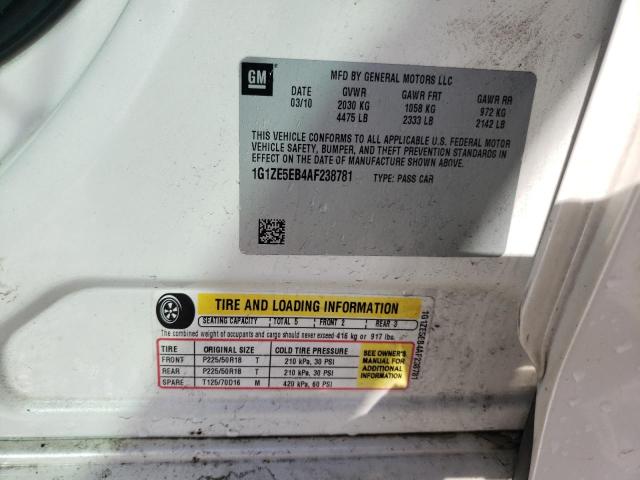 GM
MFD BY GENERAL MOTORS LLC
DATE GVWR GAWR FRT GAWR RR
03/10 2030 KG 1058 KG 972 KG
4475 LB 2333 LB 2142 LB
THIS VEHICLE CONFORMS TO ALL APPLICABLE U.S. FEDERAL MOTOR
VEHICLE SAFETY, BUMPER, AND THEFT PREVENTION STANDARDS IN
EFFECT ON THE DATE OF MANUFACTURE SHOWN ABOVE.
1G1ZE5EB4AF238781 TYPE: PASS CAR
TIRE AND LOADING INFORMATION
SEATING CAPACITY TOTAL 5 FRONT 2 REAR 3
The combined weight of occupants and cargo should never exceed 416 kg or 917 lbs.
TIRE ORIGINAL SIZE COLD TIRE PRESSURE
FRONT P225/50R18 T 210 kPa, 30 PSI
REAR P225/50R18 T 210 kPa, 30 PSI
SPARE T125/70D16 M 420 kPa, 60 PSI
SEE OWNER'S
MANUAL FOR
ADDITIONAL
INFORMATION
1G1ZE5EB4AF238781